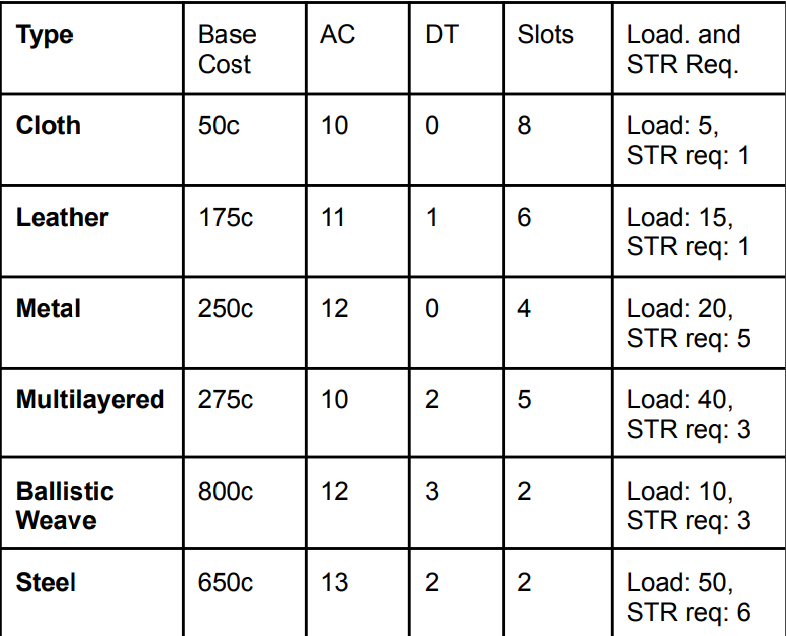 Type Base Cost AC DT Slots Load. and STR Req.
Cloth 50c 10 0 8 Load: 5, STR req: 1
Leather 175c 11 1 6 Load: 15, STR req: 1
Metal 250c 12 0 4 Load: 20, STR req: 5
Multilayered 275c 10 2 5 Load: 40, STR req: 3
Ballistic Weave 800c 12 3 2 Load: 10, STR req: 3
Steel 650c 13 2 2 Load: 50, STR req: 6